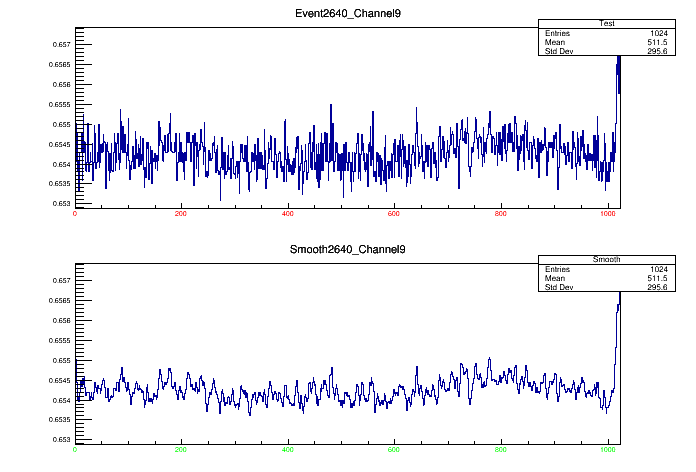 Event2640_Channel9
Test
Entries 1024
Mean 511.5
Std Dev 295.6
0.657
0.6565
0.656
0.6555
0.655
0.6545
0.654
0.6535
0.653
0 200 400 600 800 1000
Smooth2640_Channel9
Smooth
Entries 1024
Mean 511.5
Std Dev 295.6
0.657
0.6565
0.656
0.6555
0.655
0.6545
0.654
0.6535
0.653
0 200 400 600 800 1000